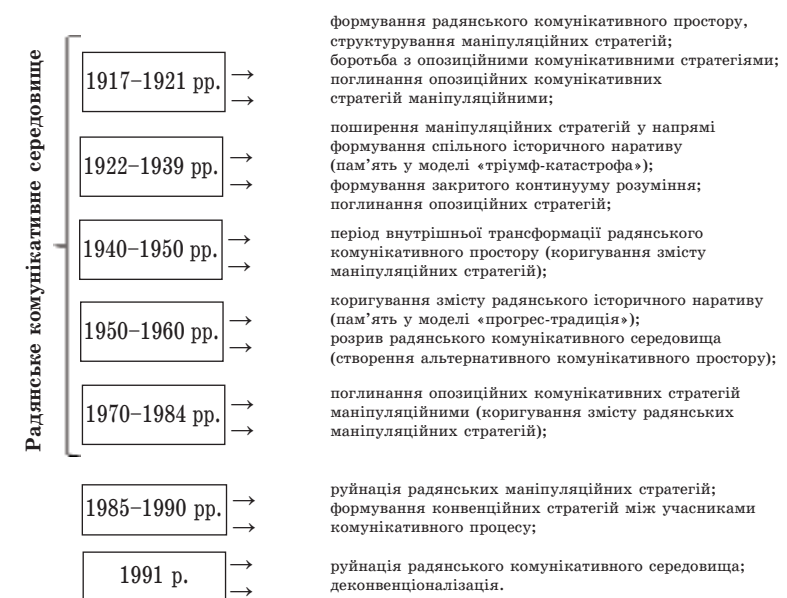 Радянське комунікативне середовище
1917–1921 рр.
формування радянського комунікативного простору,
структурування маніпуляційних стратегій;
боротьба з опозиційними комунікативними стратегіями;
поглинання опозиційних комунікативних
стратегій маніпуляційними;
1922–1939 рр.
поширення маніпуляційних стратегій у напрямі
формування спільного історичного наративу
(пам’ять у моделі «тріумф-катастрофа»);
формування закритого континууму розуміння;
поглинання опозиційних стратегій;
1940–1950 рр.
період внутрішньої трансформації радянського
комунікативного простору (коригування змісту
маніпуляційних стратегій);
1950–1960 рр.
коригування змісту радянського історичного наративу
(пам’ять у моделі «прогрес-традиція»);
розрив радянського комунікативного середовища
(створення альтернативного комунікативного простору);
1970–1984 рр.
поглинання опозиційних комунікативних стратегій
маніпуляційними (коригування змісту радянських
маніпуляційних стратегій);
1985–1990 рр.
руйнація радянських маніпуляційних стратегій;
формування конвенційних стратегій між учасниками
комунікативного процесу;
1991 р.
руйнація радянського комунікативного середовища;
деконвенціоналізація.